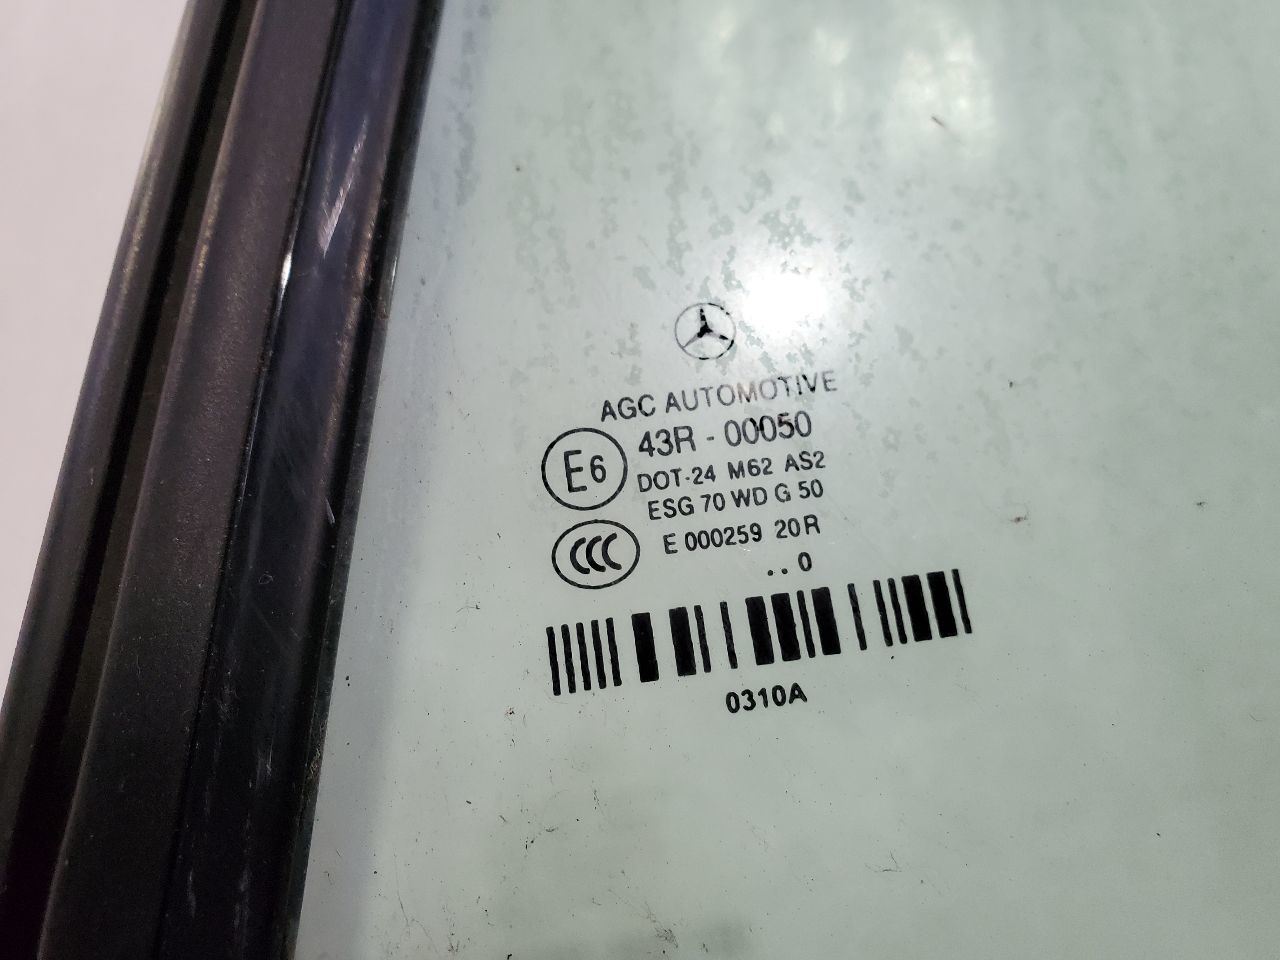 AGC AUTOMOTIVE
E6 43R - 00050
DOT-24 M62 AS2
ESG 70 WD G 50
CCC E 000259 20R
..0
0310A